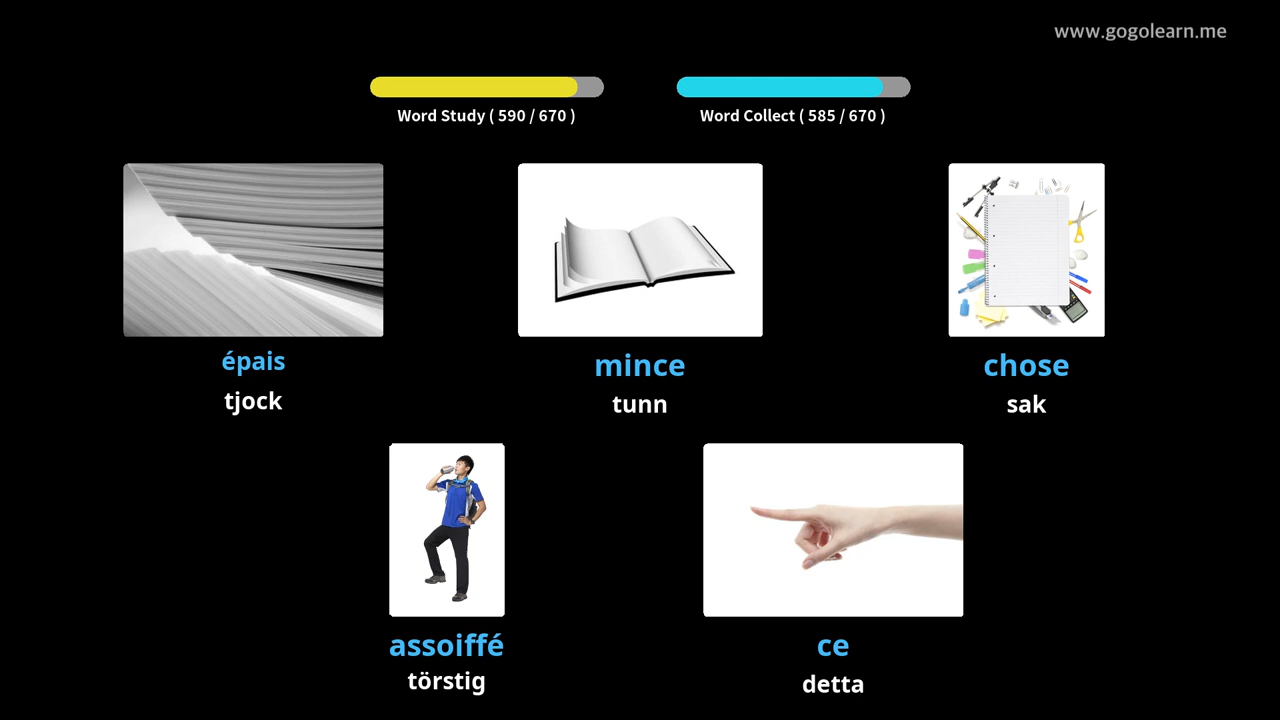 www.gogolearn.me
Word Study ( 590 / 670 )
Word Collect ( 585 / 670 )
épais
tjock
mince
tunn
chose
sak
assoiffé
törstig
ce
detta